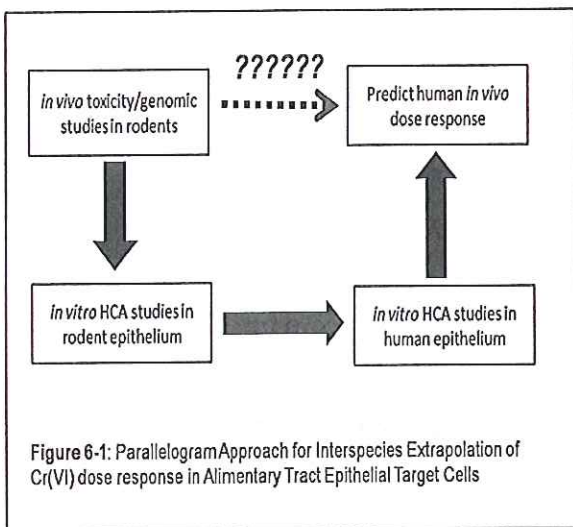 ??????
in vivo toxicity/genomic
studies in rodents
Predict human in vivo
dose response
in vitro HCA studies in
rodent epithelium
in vitro HCA studies in
human epithelium
Figure 6-1: Parallelogram Approach for Interspecies Extrapolation of
Cr(VI) dose response in Alimentary Tract Epithelial Target Cells